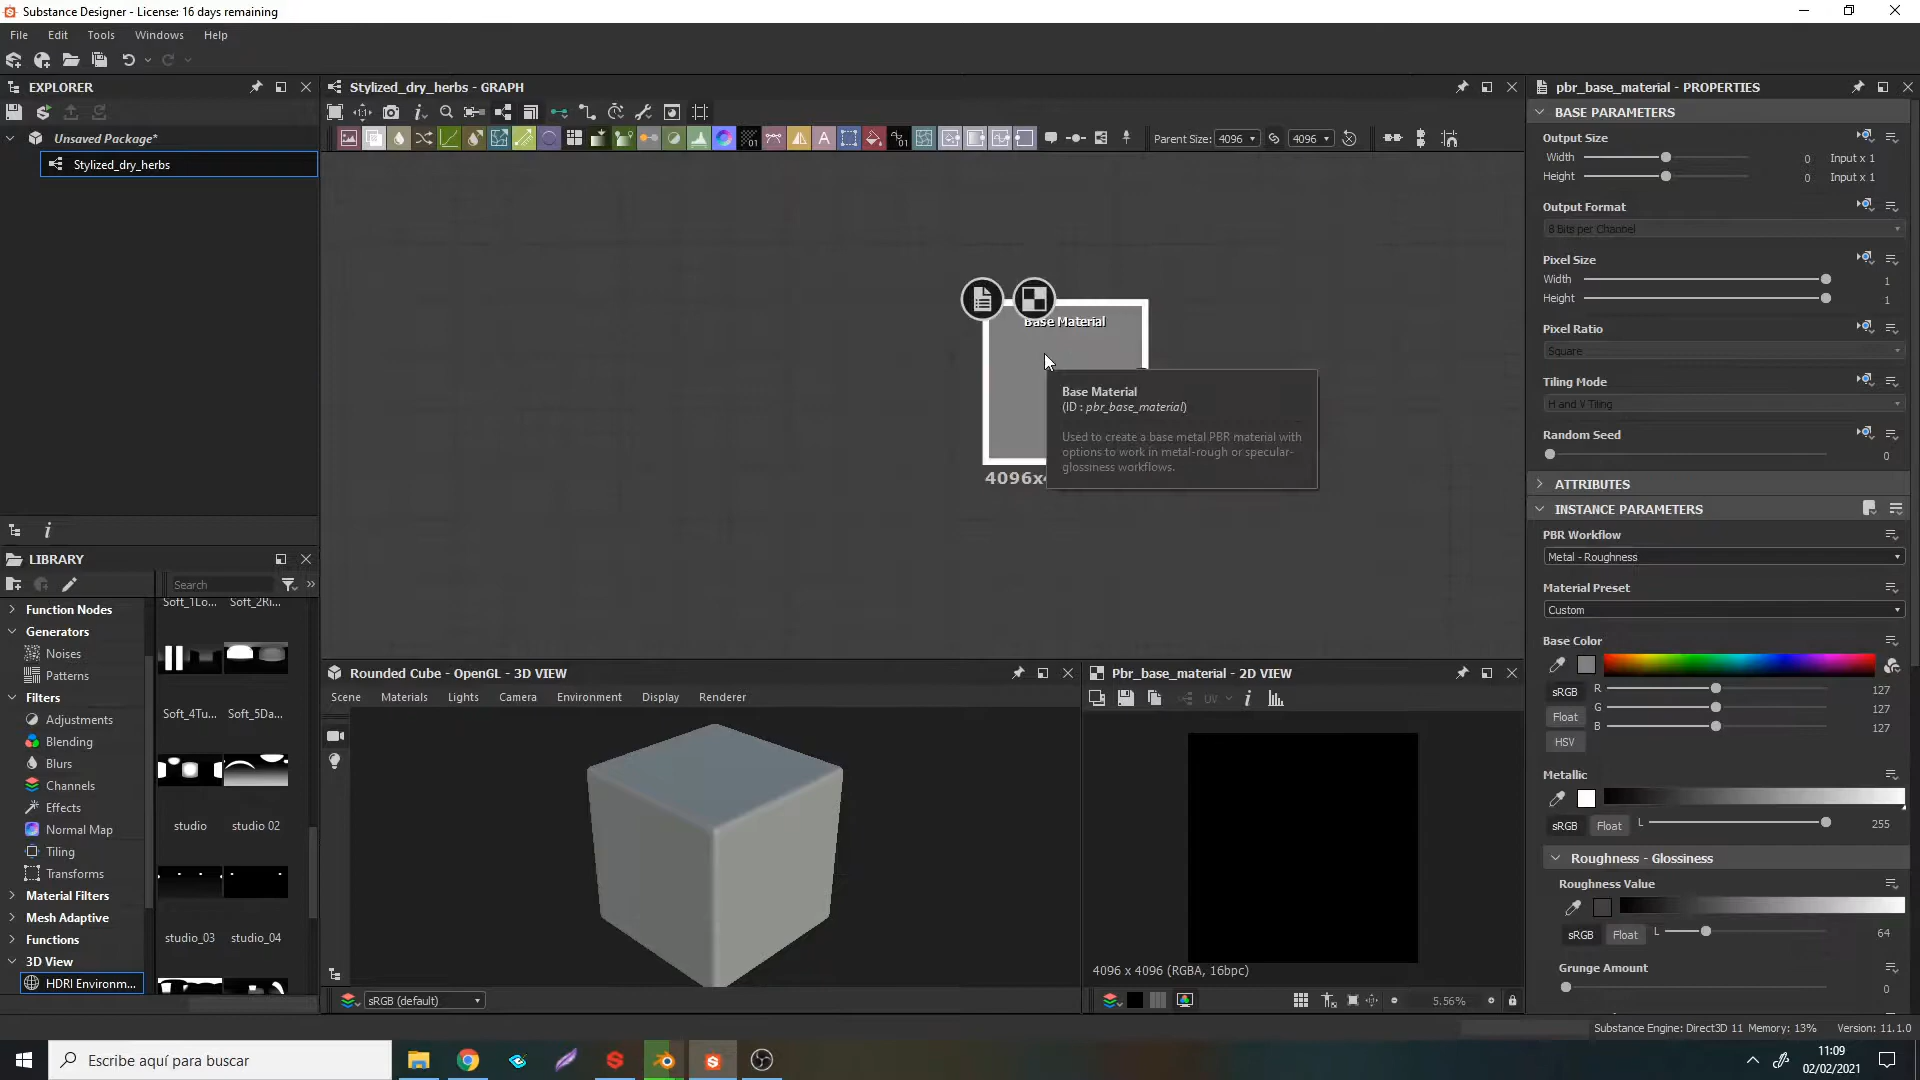 Substance Designer - License: 16 days remaining
File Edit Tools Windows Help
EXPLORER
Unsaved Package*
Stylized_dry_herbs
Stylized_dry_herbs - GRAPH
Parent Size: 4096 4096
Base Material
4096x4
Base Material
(ID : pbr_base_material)
Used to create a base metal PBR material with
options to work in metal-rough or specular-
glossiness workflows.
LIBRARY
Search
Function Nodes
Generators
Noises
Patterns
Filters
Adjustments
Blending
Blurs
Channels
Effects
Normal Map
Tiling
Transforms
Material Filters
Mesh Adaptive
Functions
3D View
HDRI Environm...
Soft_1Lo... Soft_2Ri...
Soft_4Tu... Soft_5Da...
studio studio 02
studio_03 studio_04
Rounded Cube - OpenGL - 3D VIEW
Scene Materials Lights Camera Environment Display Renderer
sRGB (default)
Pbr_base_material - 2D VIEW
UV
4096 x 4096 (RGBA, 16bpc)
5.56%
pbr_base_material - PROPERTIES
BASE PARAMETERS
Output Size
Width 0 Input x 1
Height 0 Input x 1
Output Format
8 Bits per Channel
Pixel Size
Width 1
Height 1
Pixel Ratio
Square
Tiling Mode
H and V Tiling
Random Seed
0
ATTRIBUTES
INSTANCE PARAMETERS
PBR Workflow
Metal - Roughness
Material Preset
Custom
Base Color
sRGB R 127
Float G 127
B 127
HSV
Metallic
sRGB Float L 255
Roughness - Glossiness
Roughness Value
sRGB Float L 64
Grunge Amount
0
Substance Engine: Direct3D 11 Memory: 13% Version: 11.1.0
Escribe aquí para buscar
11:09
02/02/2021